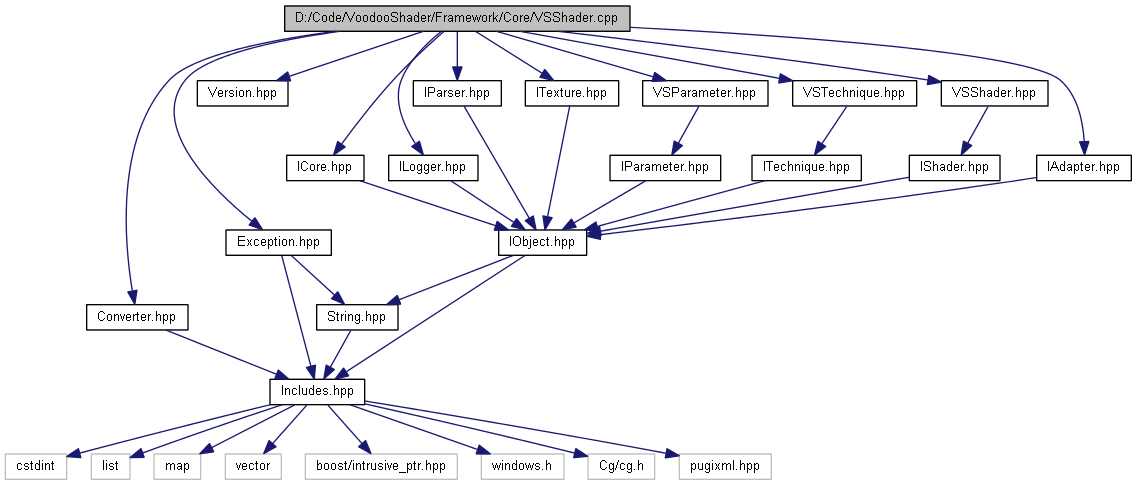 D:/Code/VoodooShader/Framework/Core/VSShader.cpp
Version.hpp
IParser.hpp
ITexture.hpp
VSParameter.hpp
VSTechnique.hpp
VSShader.hpp
ICore.hpp
ILogger.hpp
IParameter.hpp
ITechnique.hpp
IShader.hpp
IAdapter.hpp
Exception.hpp
IObject.hpp
Converter.hpp
String.hpp
Includes.hpp
cstdint
list
map
vector
boost/intrusive_ptr.hpp
windows.h
Cg/cg.h
pugixml.hpp